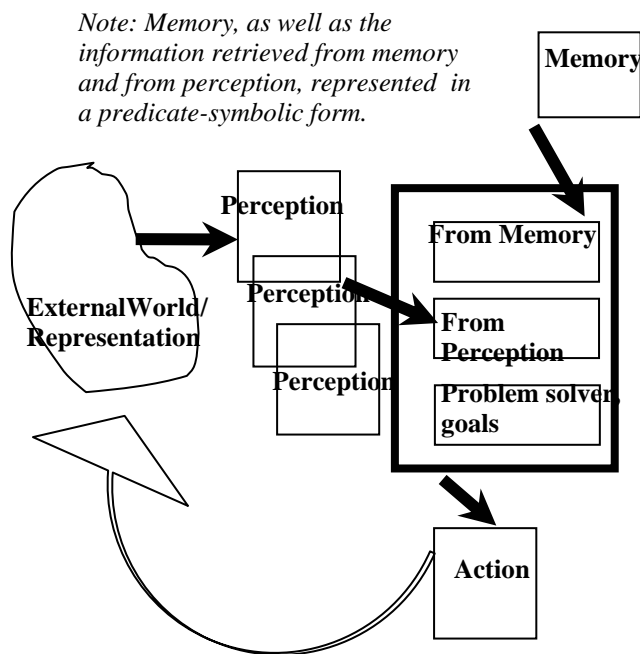 Note: Memory, as well as the
information retrieved from memory
and from perception, represented in
a predicate-symbolic form.
Memory
Perception
From Memory
ExternalWorld/
Representation
Perception
From
Perception
Perception
Problem solver,
goals
Action